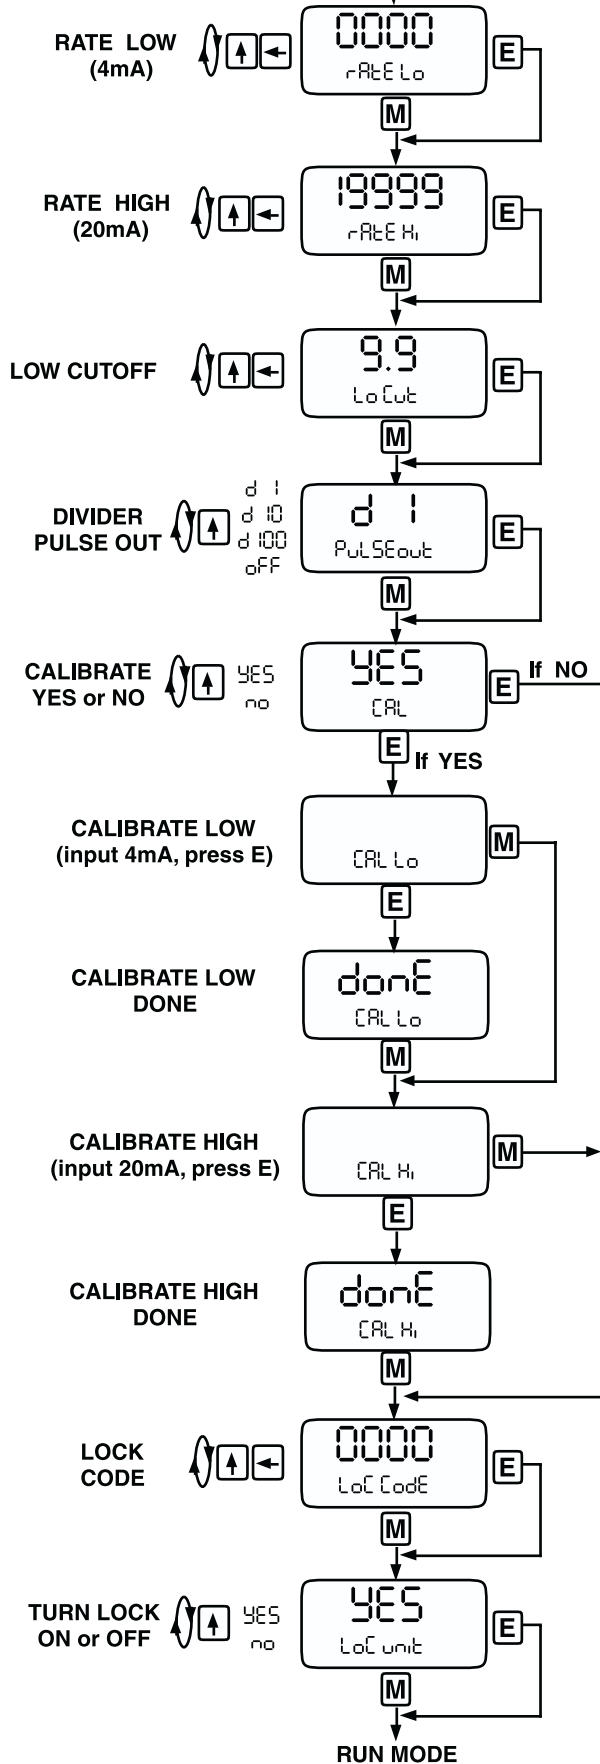 RATE LOW
(4mA)
0000
rAtE Lo
E
M
RATE HIGH
(20mA)
19999
rAtE Hi
E
M
LOW CUTOFF
9.9
Lo Cut
E
M
DIVIDER
PULSE OUT
d 1
d 10
d 100
oFF
d 1
PuLSEout
E
M
CALIBRATE
YES or NO
YES
no
YES
CAL
E
If NO
E
If YES
CALIBRATE LOW
(input 4mA, press E)
CAL Lo
M
E
CALIBRATE LOW
DONE
donE
CAL Lo
M
CALIBRATE HIGH
(input 20mA, press E)
CAL Hi
M
E
CALIBRATE HIGH
DONE
donE
CAL Hi
M
LOCK
CODE
0000
LoC CodE
E
M
TURN LOCK
ON or OFF
YES
no
YES
LoC unit
E
M
RUN MODE